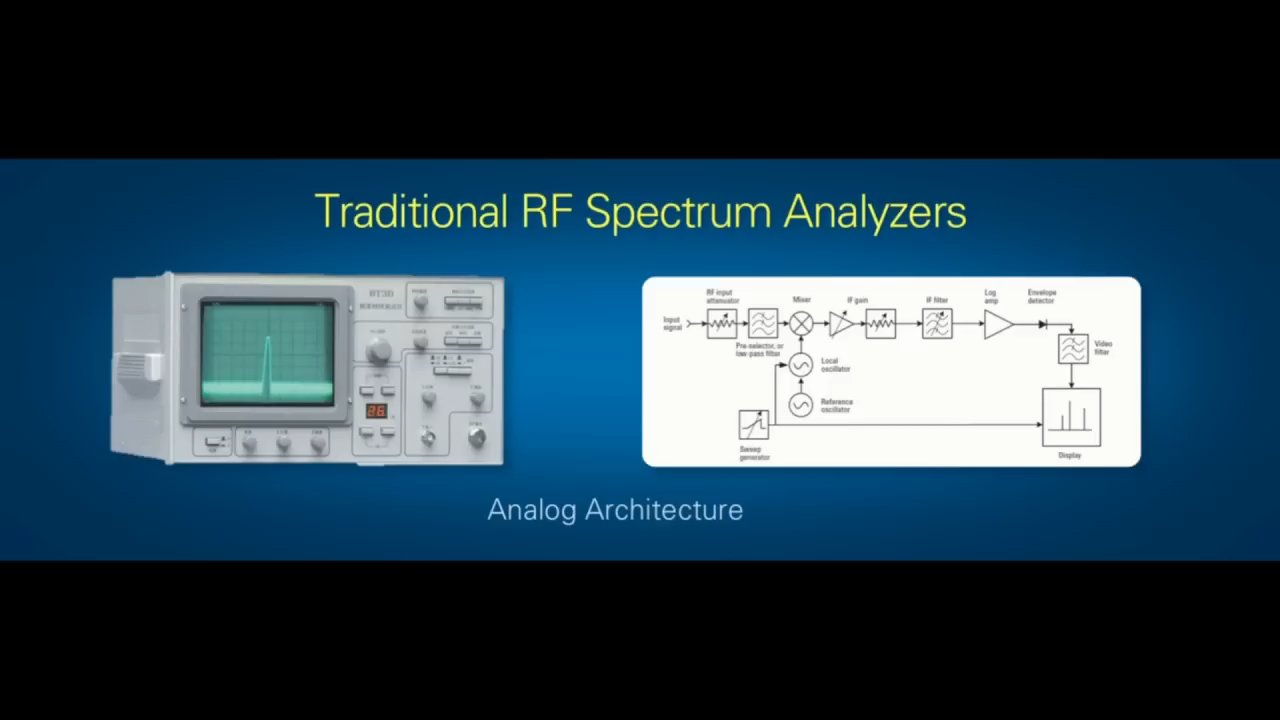 Traditional RF Spectrum Analyzers
RF input
attenuator
Mixer
IF gain
IF filter
Log
amp
Envelope
detector
Input
signal
Pre-selector, or
low-pass filter
Video
filter
Local
oscillator
Reference
oscillator
Sweep
generator
Display
26
Analog Architecture